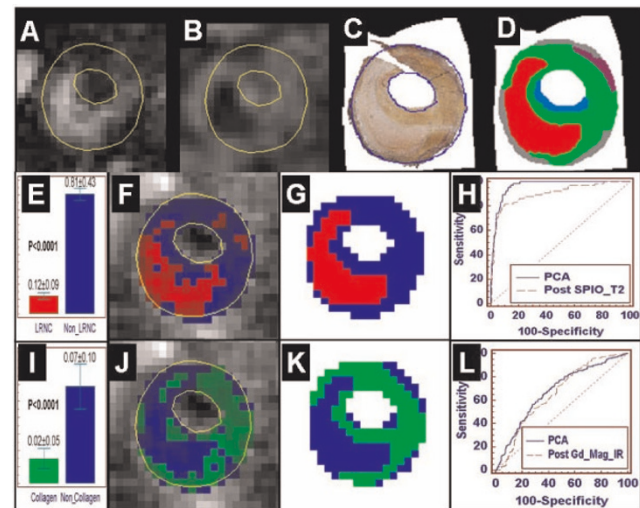 A
B
C
D
E
0.81±0.43
P<0.0001
0.12±0.09
LRNC Non_LRNC
F
G
H
Sensitivity
100
80
60
40
20
0
0 20 40 60 80 100
100-Specificity
PCA
Post SPIO_T2
I
0.07±0.10
P<0.0001
0.02±0.05
Collagen Non_Collagen
J
K
L
Sensitivity
80
60
40
20
0
0 20 40 60 80 100
100-Specificity
PCA
Post Gd_Mag_IR